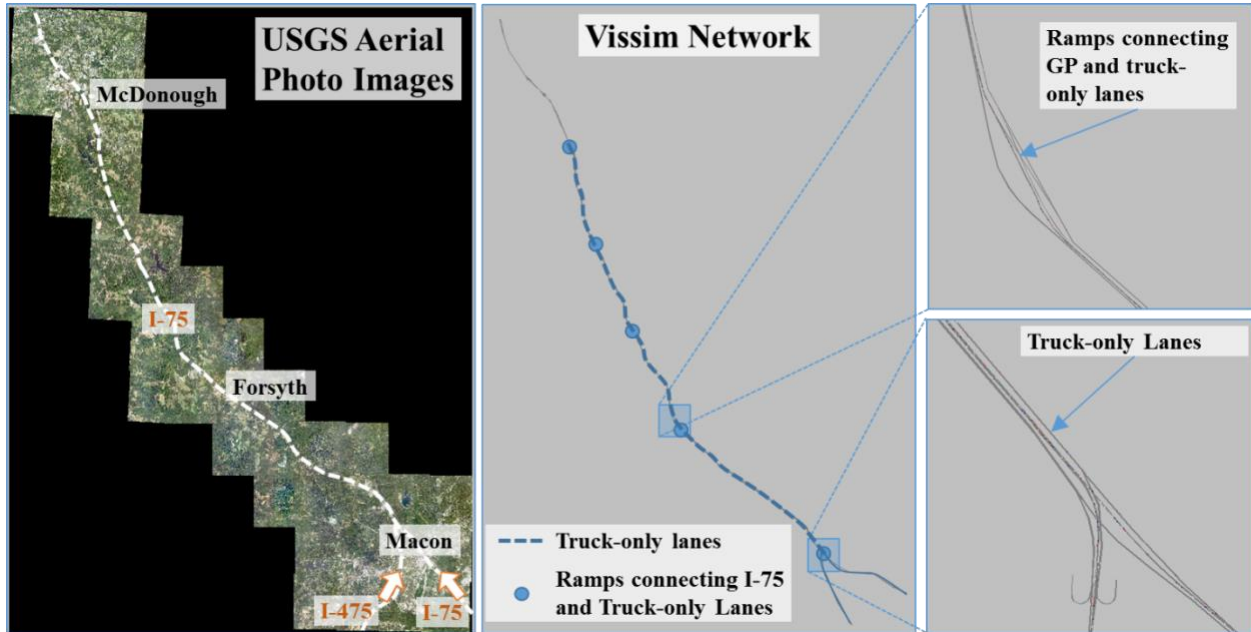 USGS Aerial
Photo Images
McDonough
I-75
Forsyth
Macon
I-475
I-75
Vissim Network
Truck-only lanes
Ramps connecting I-75
and Truck-only Lanes
Ramps connecting
GP and truck-
only lanes
Truck-only Lanes